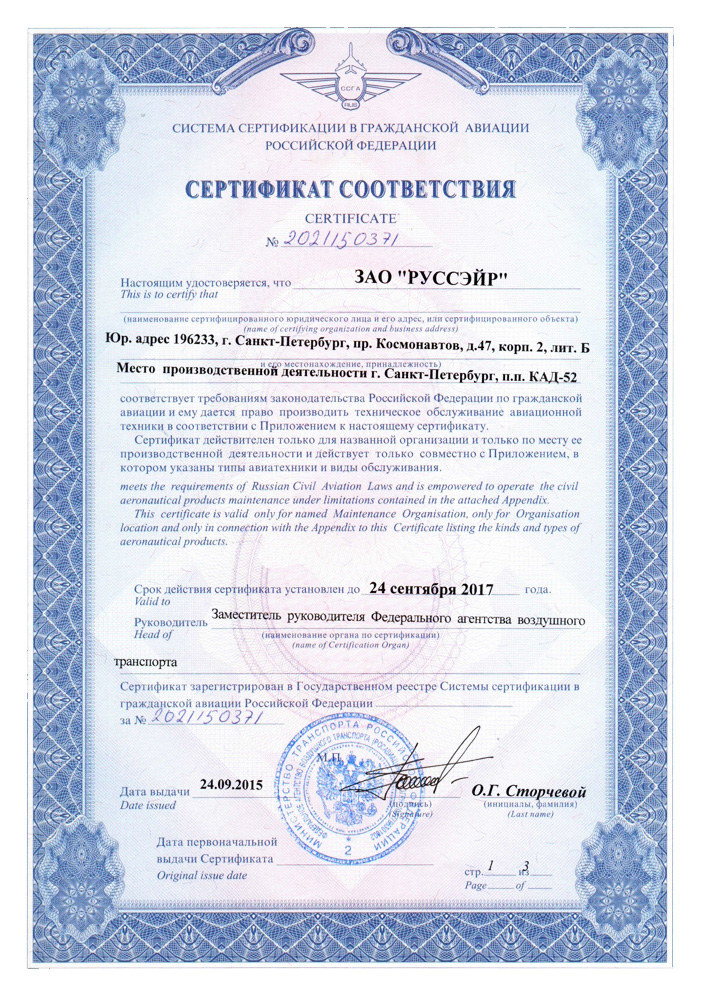 ССГА
RUS
СИСТЕМА СЕРТИФИКАЦИИ В ГРАЖДАНСКОЙ АВИАЦИИ
РОССИЙСКОЙ ФЕДЕРАЦИИ
СЕРТИФИКАТ СООТВЕТСТВИЯ
CERTIFICATE
№ 2021150371
Настоящим удостоверяется, что ЗАО "РУССЭЙР"
This is to certify that
(наименование сертифицированного юридического лица и его адрес, или сертифицированного объекта)
(name of certifying organization and business address)
Юр. адрес 196233, г. Санкт-Петербург, пр. Космонавтов, д.47, корп. 2, лит. Б
и его местонахождение, принадлежность)
Место производственной деятельности г. Санкт-Петербург, п.п. КАД-52
соответствует требованиям законодательства Российской Федерации по гражданской
авиации и ему дается право производить техническое обслуживание авиационной
техники в соответствии с Приложением к настоящему сертификату.
Сертификат действителен только для названной организации и только по месту ее
производственной деятельности и действует только совместно с Приложением, в
котором указаны типы авиатехники и виды обслуживания.
meets the requirements of Russian Civil Aviation Laws and is empowered to operate the civil
aeronautical products maintenance under limitations contained in the attached Appendix.
This certificate is valid only for named Maintenance Organisation, only for Organisation
location and only in connection with the Appendix to this Certificate listing the kinds and types of
aeronautical products.
Срок действия сертификата установлен до 24 сентября 2017 года.
Valid to
Руководитель Заместитель руководителя Федерального агентства воздушного
Head of (наименование органа по сертификации)
(name of Certification Organ)
транспорта
Сертификат зарегистрирован в Государственном реестре Системы сертификации в
гражданской авиации Российской Федерации
за № 2021150371
М.П.
МИНИСТЕРСТВО ТРАНСПОРТА РОССИЙСКОЙ ФЕДЕРАЦИИ
2
Дата выдачи 24.09.2015 О.Г. Сторчевой
Date issued (подпись) (инициалы, фамилия)
(Signature) (Last name)
Дата первоначальной
выдачи Сертификата
Original issue date
стр. 1 из 3
Page of